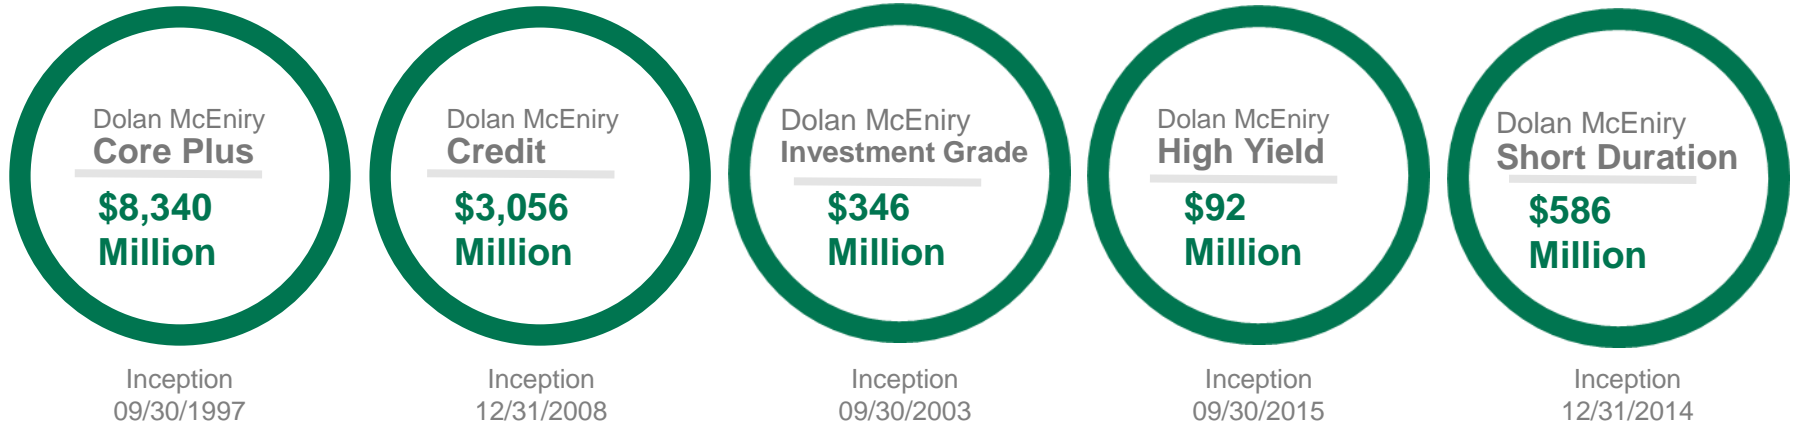 Dolan McEniry
Core Plus
$8,340
Million
Inception
09/30/1997
Dolan McEniry
Credit
$3,056
Million
Inception
12/31/2008
Dolan McEniry
Investment Grade
$346
Million
Inception
09/30/2003
Dolan McEniry
High Yield
$92
Million
Inception
09/30/2015
Dolan McEniry
Short Duration
$586
Million
Inception
12/31/2014